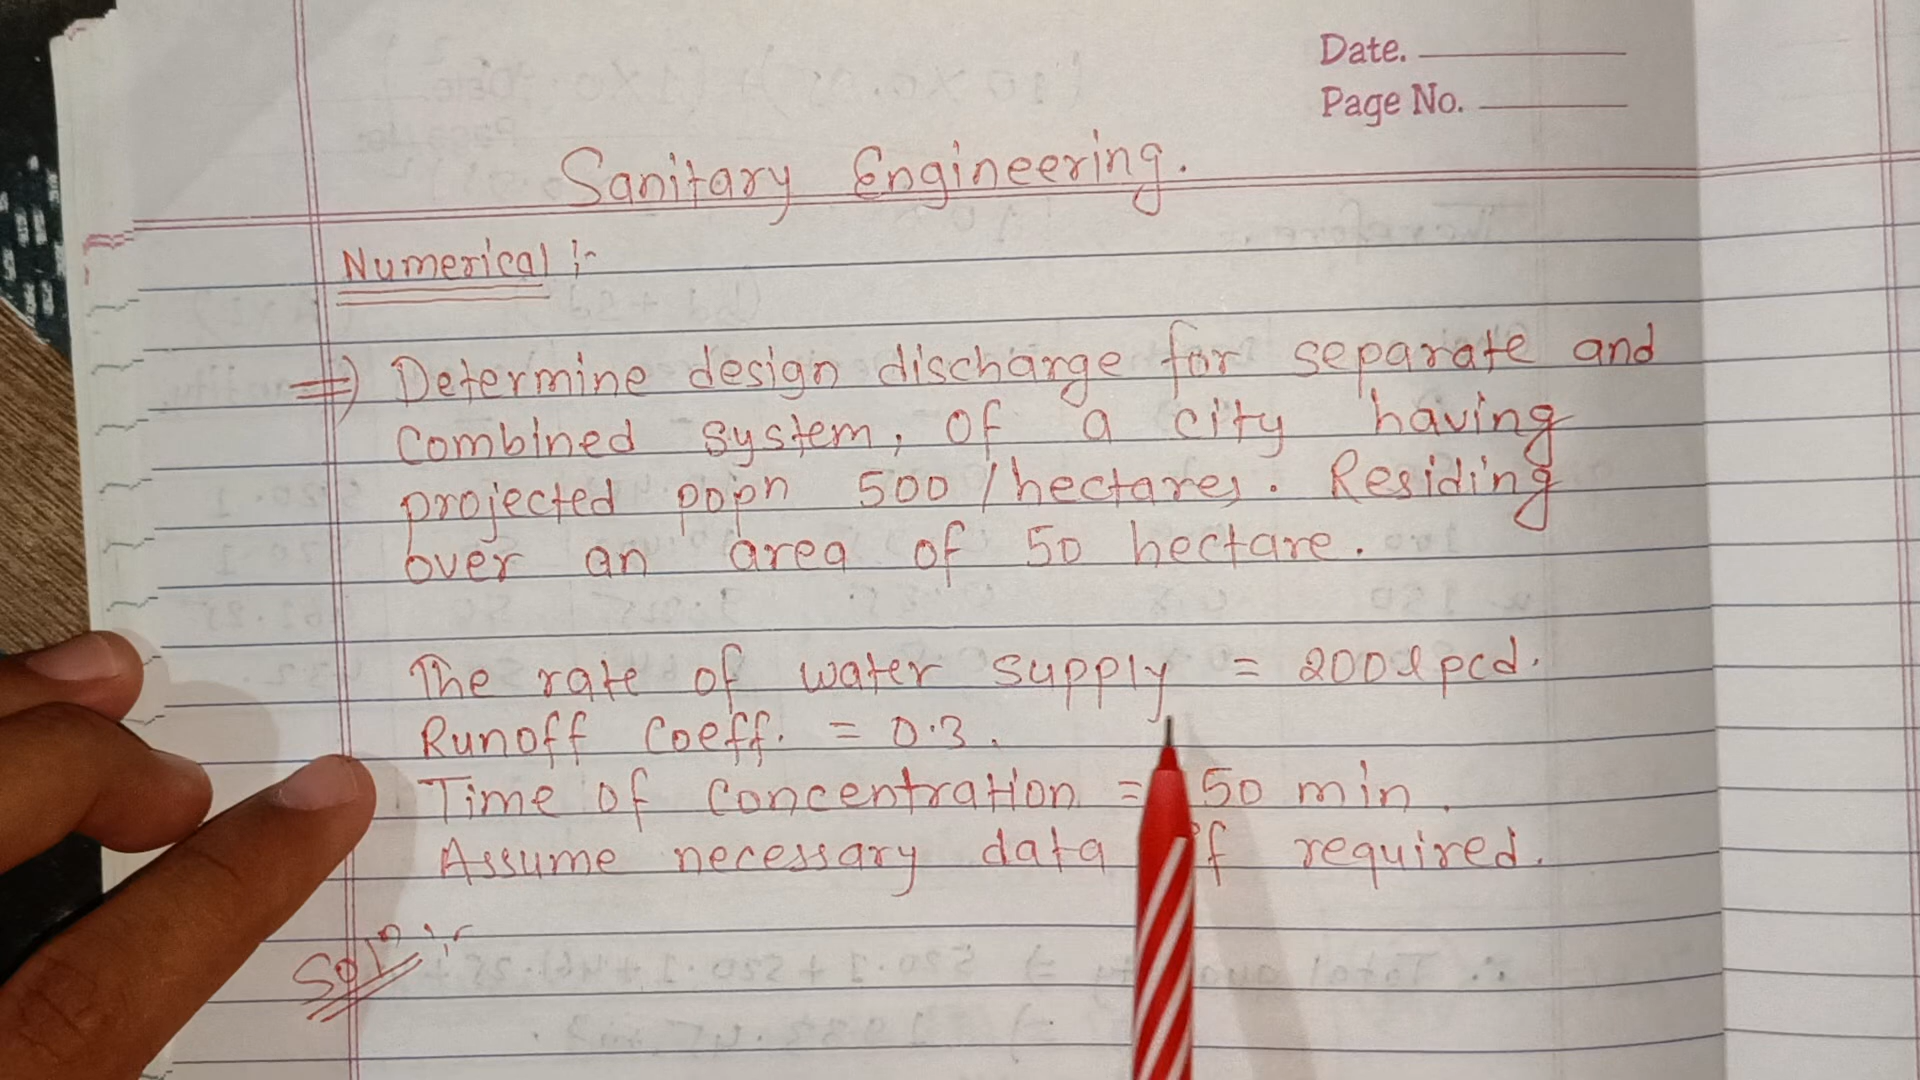 Date.
Page No.
Sanitary Engineering.
Numerical :-
=) Determine design discharge for separate and
Combined system, of a city having
projected popn 500/hectares. Residing
over an area of 50 hectare.
The rate of water supply = 200lpcd.
Runoff Coeff. = 0.3.
Time of Concentration = 50 min.
Assume necessary data if required.
Soln :-